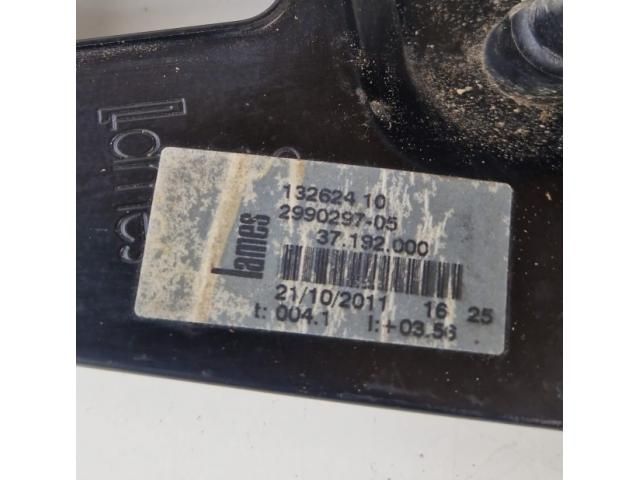 Lames
Lames
132624 10
2990297-05
37.192.000
21/10/2011 16 25
t: 004.1 I:+03.56